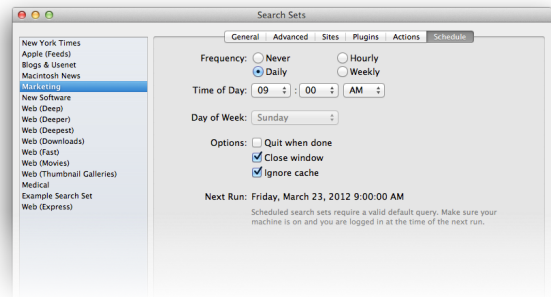 Search Sets
General Advanced Sites Plugins Actions Schedule
New York Times
Apple (Feeds)
Blogs & Usenet
Macintosh News
Marketing
New Software
Web (Deep)
Web (Deeper)
Web (Deepest)
Web (Downloads)
Web (Fast)
Web (Movies)
Web (Thumbnail Galleries)
Medical
Example Search Set
Web (Express)
Frequency: Never Hourly
Daily Weekly
Time of Day: 09 : 00 AM
Day of Week: Sunday
Options: Quit when done
Close window
Ignore cache
Next Run: Friday, March 23, 2012 9:00:00 AM
Scheduled search sets require a valid default query. Make sure your
machine is on and you are logged in at the time of the next run.